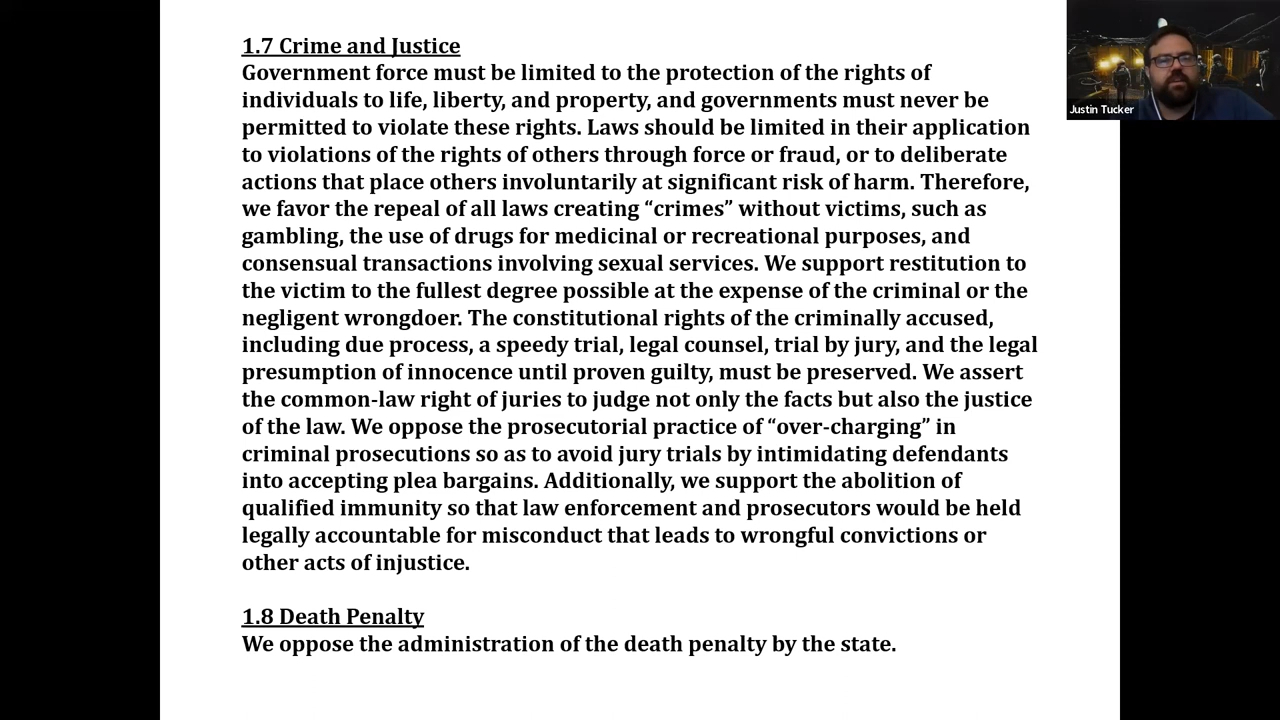 1.7 Crime and Justice
Government force must be limited to the protection of the rights of
individuals to life, liberty, and property, and governments must never be
permitted to violate these rights. Laws should be limited in their application
to violations of the rights of others through force or fraud, or to deliberate
actions that place others involuntarily at significant risk of harm. Therefore,
we favor the repeal of all laws creating “crimes” without victims, such as
gambling, the use of drugs for medicinal or recreational purposes, and
consensual transactions involving sexual services. We support restitution to
the victim to the fullest degree possible at the expense of the criminal or the
negligent wrongdoer. The constitutional rights of the criminally accused,
including due process, a speedy trial, legal counsel, trial by jury, and the legal
presumption of innocence until proven guilty, must be preserved. We assert
the common-law right of juries to judge not only the facts but also the justice
of the law. We oppose the prosecutorial practice of “over-charging” in
criminal prosecutions so as to avoid jury trials by intimidating defendants
into accepting plea bargains. Additionally, we support the abolition of
qualified immunity so that law enforcement and prosecutors would be held
legally accountable for misconduct that leads to wrongful convictions or
other acts of injustice.
1.8 Death Penalty
We oppose the administration of the death penalty by the state.
Justin Tucker